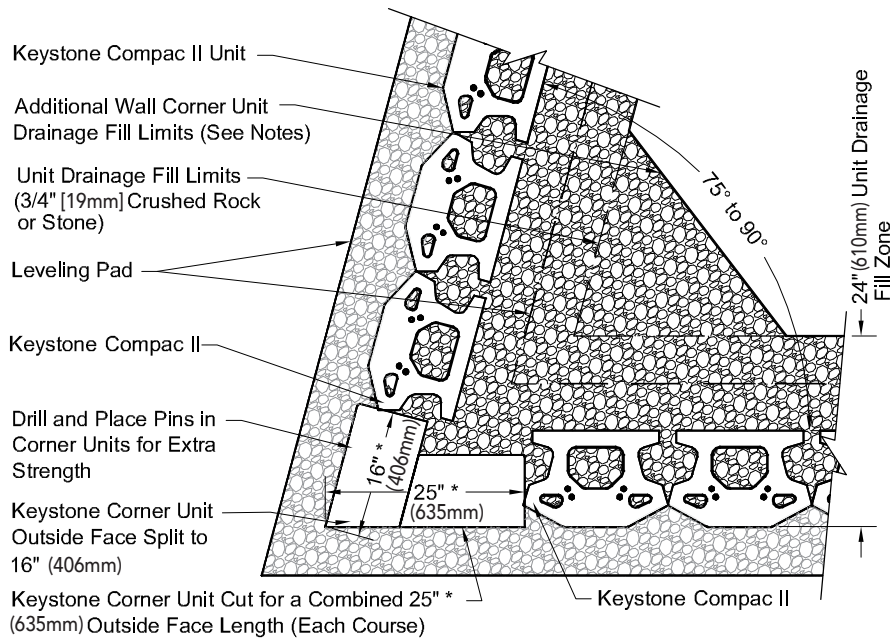 Keystone Compac II Unit
Additional Wall Corner Unit
Drainage Fill Limits (See Notes)
Unit Drainage Fill Limits
(3/4" [19mm] Crushed Rock
or Stone)
Leveling Pad
Keystone Compac II
Drill and Place Pins in
Corner Units for Extra
Strength
Keystone Corner Unit
Outside Face Split to
16" (406mm)
Keystone Corner Unit Cut for a Combined 25" *
(635mm) Outside Face Length (Each Course)
16" *
(406mm)
25" *
(635mm)
Keystone Compac II
75° to 90°
24" (610mm) Unit Drainage
Fill Zone